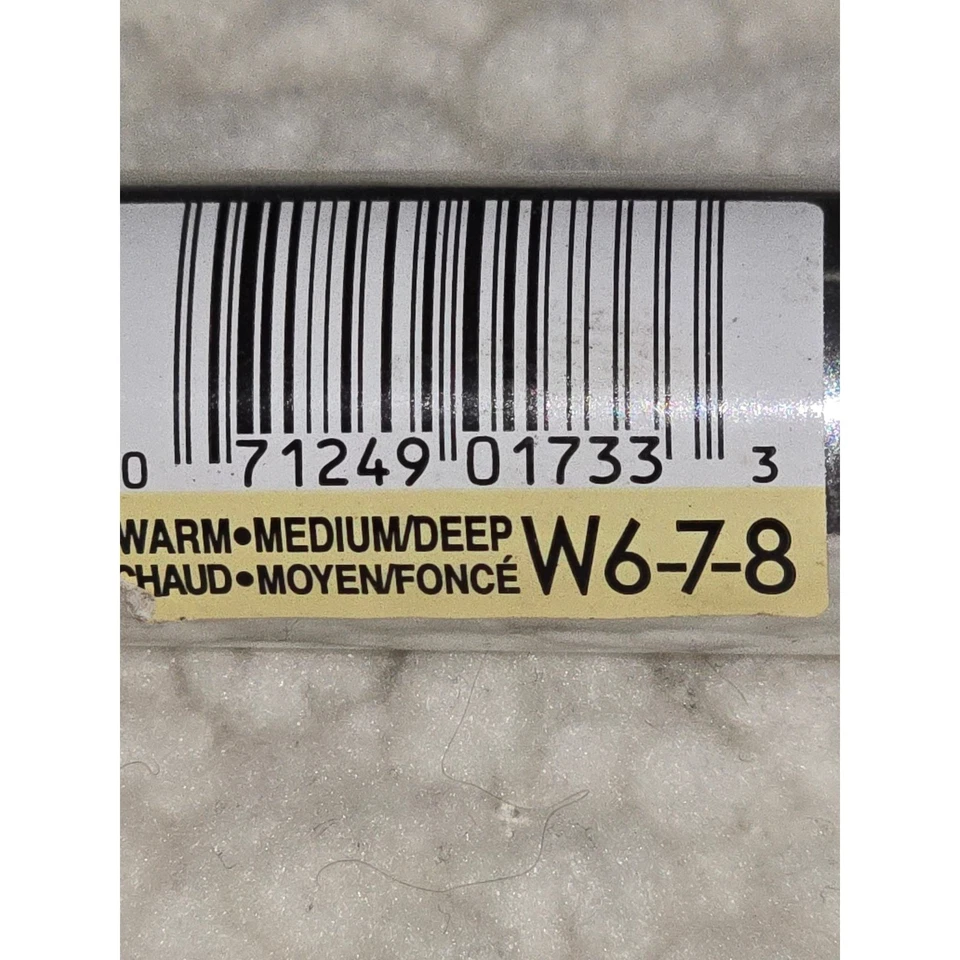 0 71249 01733 3
WARM•MEDIUM/DEEP W6-7-8
CHAUD•MOYEN/FONCÉ